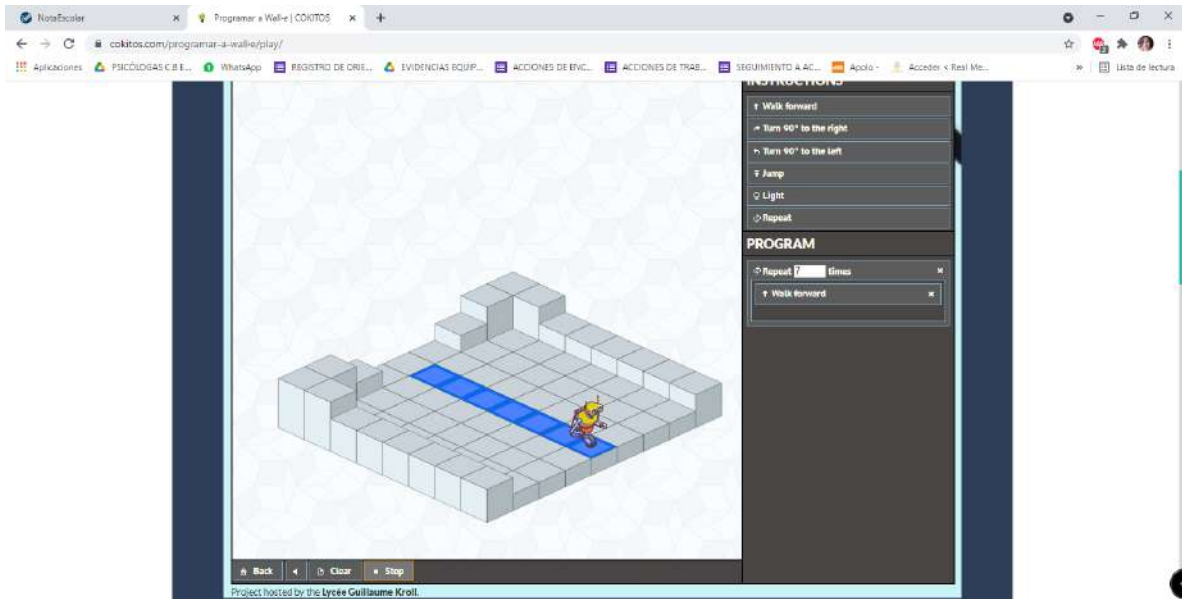 NotaEscolar
Programar a Wall-e | COKITOS
cokitos.com/programar-a-wall-e/play/
Aplicaciones PSICÓLOGAS C B E... WhatsApp REGISTRO DE ORIE... EVIDENCIAS EQUIP... ACCIONES DE ENC... ACCIONES DE TRAB... SEGUIMIENTO A AC... Apolo - Acceder < Real Me... » Lista de lectura
INSTRUCTIONS
Walk forward
Turn 90° to the right
Turn 90° to the left
Jump
Light
Repeat
PROGRAM
Repeat 7 times
Walk forward
Back Clear Stop
Project hosted by the Lycée Guillaume Kroll.